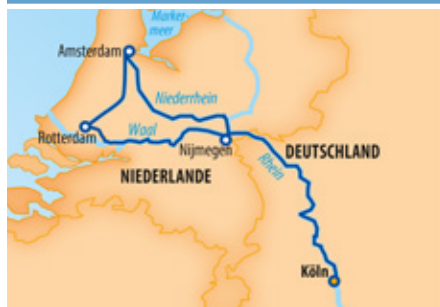 Marker-
meer
Amsterdam
Niederrhein
Rotterdam
Waal
Nijmegen
DEUTSCHLAND
NIEDERLANDE
Rhein
Köln